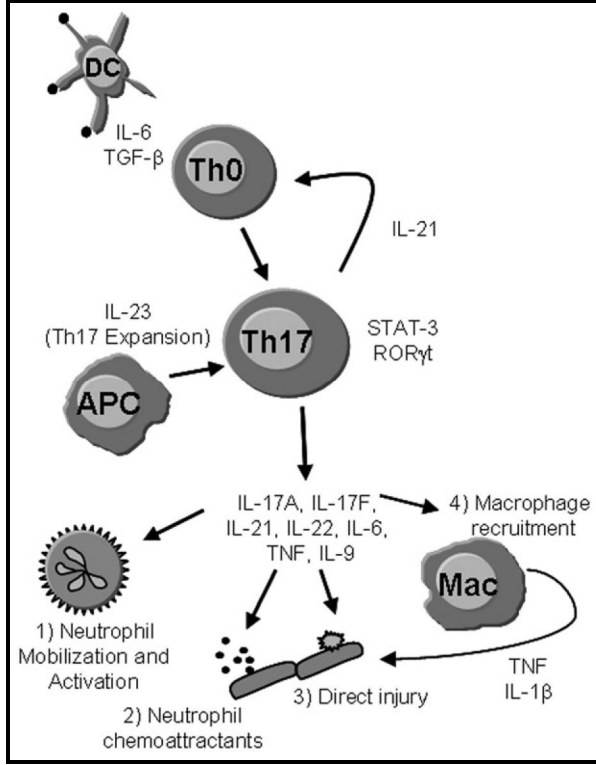 DC
IL-6
TGF-β
Th0
IL-21
IL-23
(Th17 Expansion)
Th17
STAT-3
RORγt
APC
IL-17A, IL-17F,
IL-21, IL-22, IL-6,
TNF, IL-9
4) Macrophage
recruitment
Mac
1) Neutrophil
Mobilization and
Activation
2) Neutrophil
chemoattractants
3) Direct injury
TNF
IL-1β